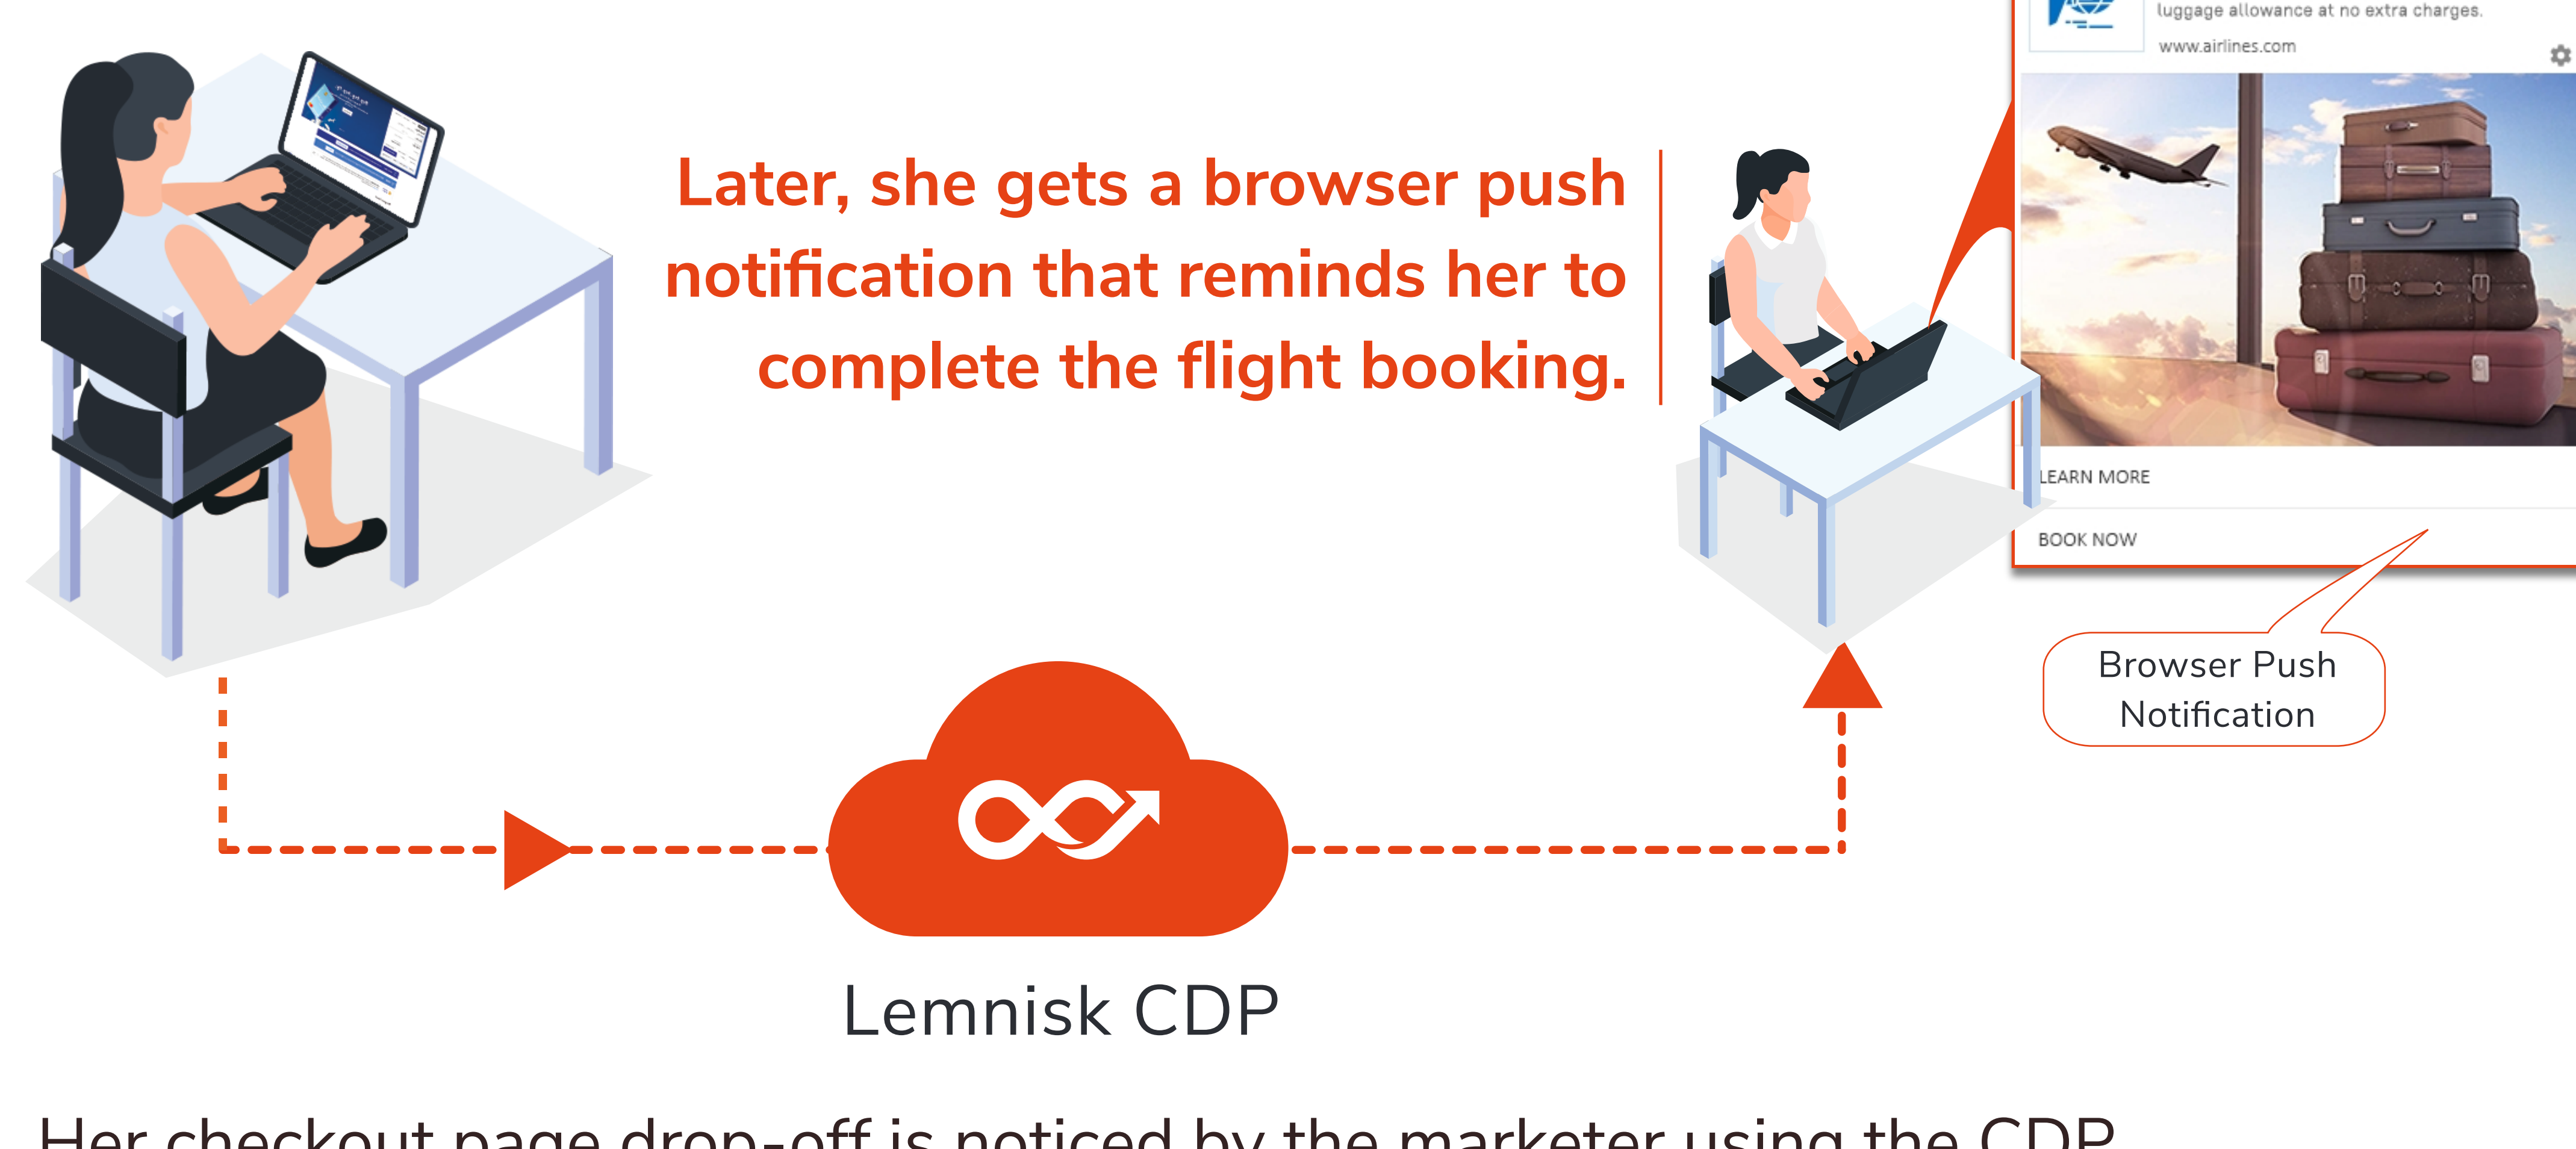 luggage allowance at no extra charges.
www.airlines.com
Later, she gets a browser push
notification that reminds her to
complete the flight booking.
LEARN MORE
BOOK NOW
Browser Push
Notification
Lemnisk CDP
Her checkout page drop-off is noticed by the marketer using the CDP